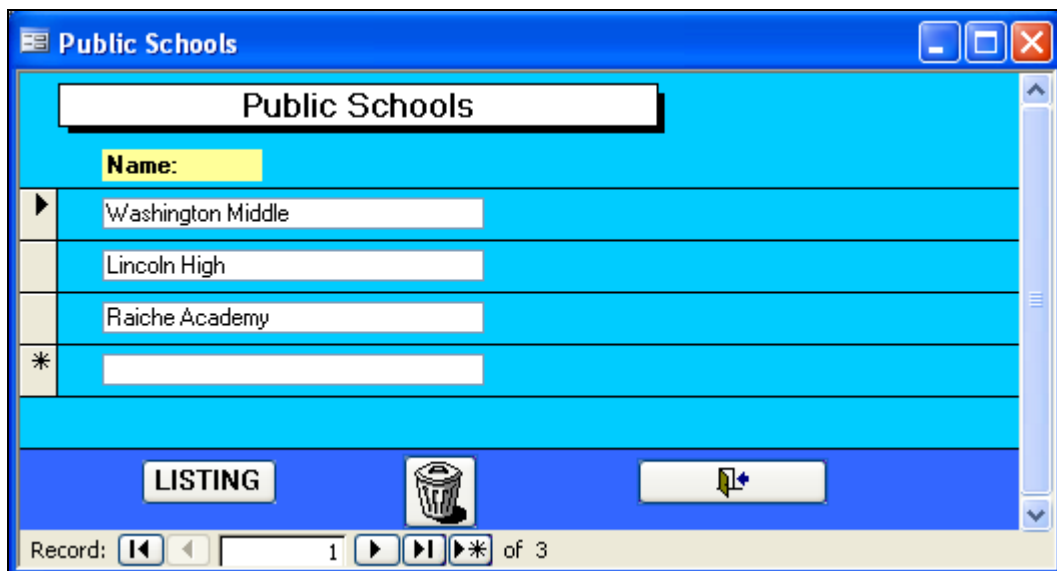 Public Schools
Public Schools
Name:
Washington Middle
Lincoln High
Raiche Academy
LISTING
Record: 1 of 3